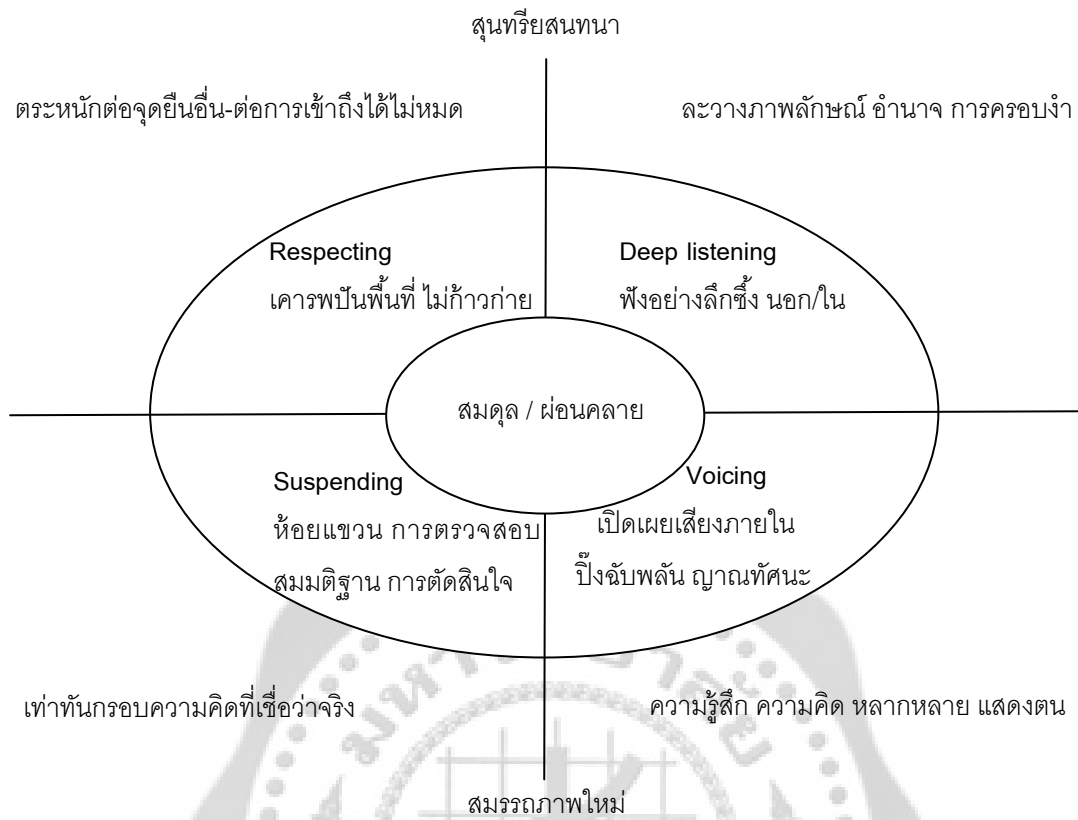 สุนทรียสนทนา
ตระหนักต่อจุดยืนอื่น-ต่อการเข้าถึงได้ไม่หมด
ละวางภาพลักษณ์ อำนาจ การครอบงำ
Respecting
เคารพปันพื้นที่ ไม่ก้าวก่าย
Deep listening
ฟังอย่างลึกซึ้ง นอก/ใน
สมดุล / ผ่อนคลาย
Suspending
ห้อยแขวน การตรวจสอบ
สมมติฐาน การตัดสินใจ
Voicing
เปิดเผยเสียงภายใน
ปิ๊งฉับพลัน ญาณทัศนะ
เท่าทันกรอบความคิดที่เชื่อว่าจริง
ความรู้สึก ความคิด หลากหลาย แสดงตน
สมรรถภาพใหม่